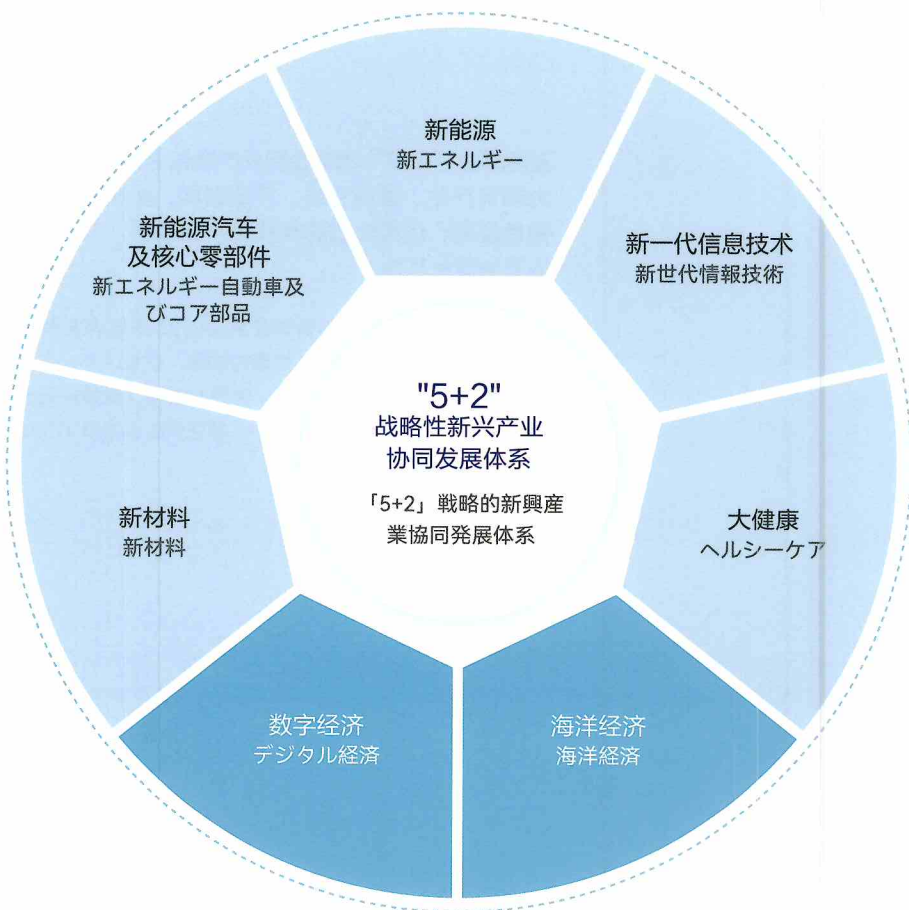 新能源
新エネルギー
新能源汽车
及核心零部件
新エネルギー自動車及
びコア部品
新一代信息技术
新世代情報技術
"5+2"
战略性新兴产业
协同发展体系
「5+2」戦略的新興産
業協同発展体系
新材料
新材料
大健康
ヘルシーケア
数字经济
デジタル経済
海洋经济
海洋経済